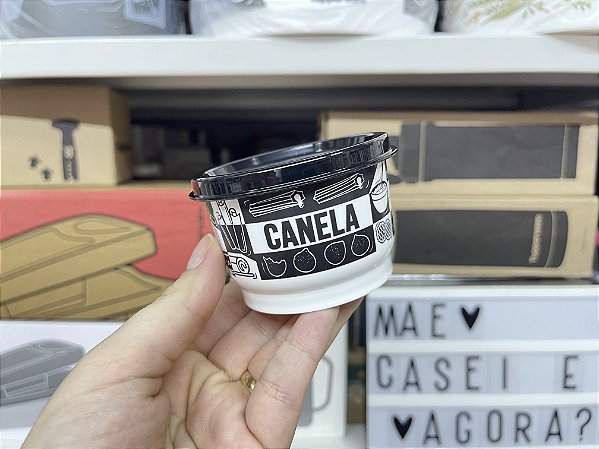 CANELA
MAE ♥
CASEI E
♥ AGORA?